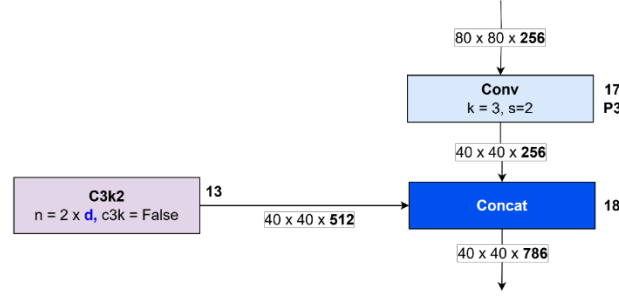 80 x 80 x 256
Conv
k = 3, s=2
17
P3
40 x 40 x 256
C3k2
n = 2 x d, c3k = False
13
40 x 40 x 512
Concat
18
40 x 40 x 786